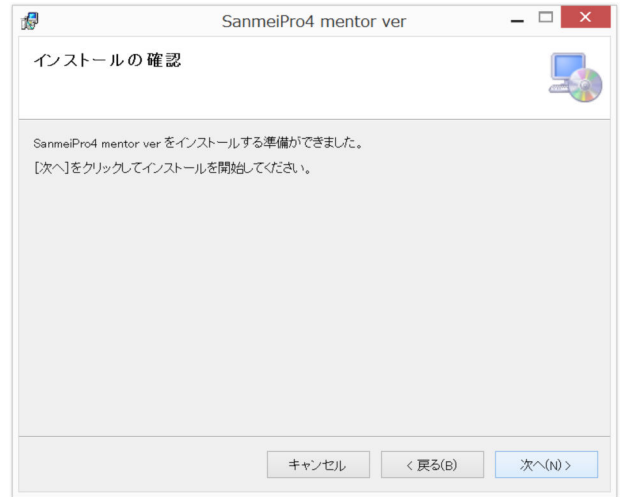 SanmeiPro4 mentor ver
インストールの確認
SanmeiPro4 mentor ver をインストールする準備ができました。
[次へ]をクリックしてインストールを開始してください。
キャンセル
< 戻る(B)
次へ(N) >